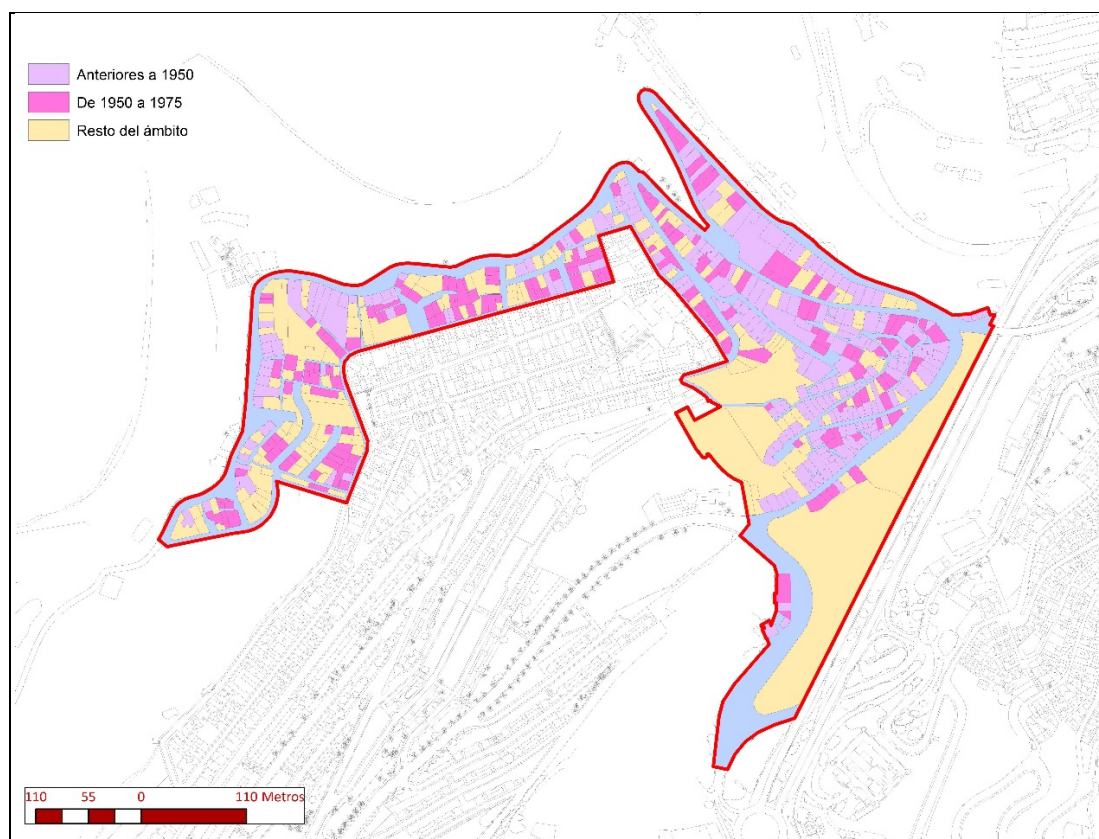 Anteriores a 1950
De 1950 a 1975
Resto del ámbito
110 55 0 110 Metros